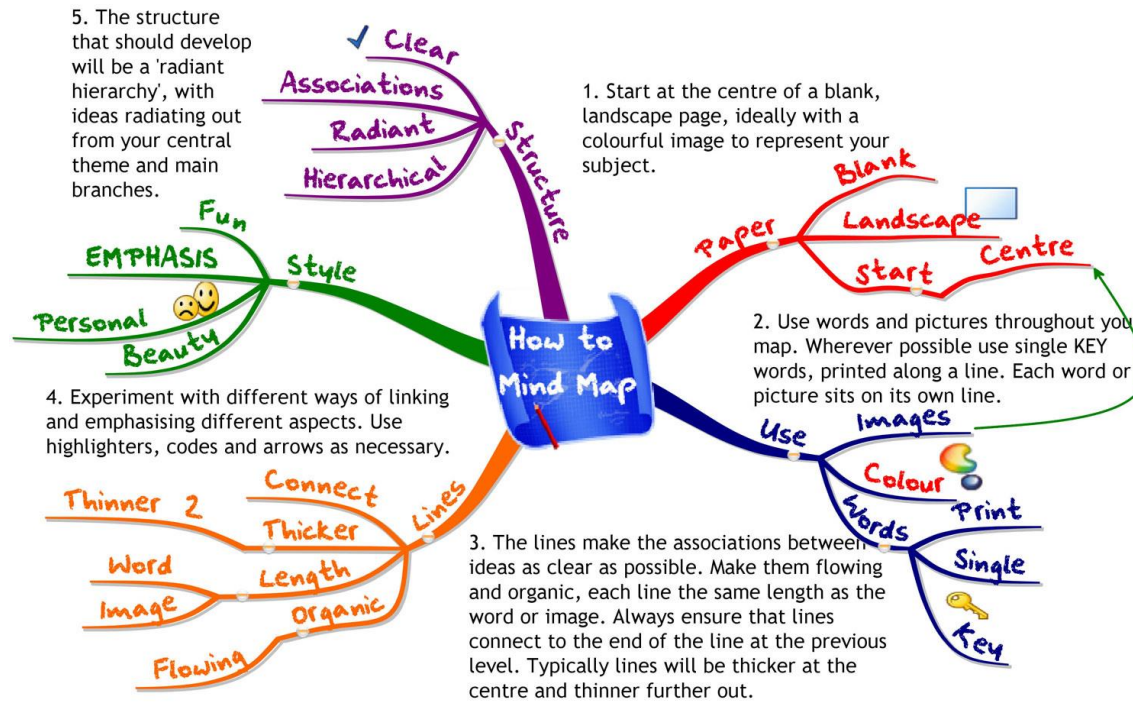 How to
Mind Map
1. Start at the centre of a blank,
landscape page, ideally with a
colourful image to represent your
subject.
Paper
Blank
Landscape
Start
Centre
2. Use words and pictures throughout you
map. Wherever possible use single KEY
words, printed along a line. Each word or
picture sits on its own line.
Use
Images
Colour
Words
Print
Single
Key
3. The lines make the associations between
ideas as clear as possible. Make them flowing
and organic, each line the same length as the
word or image. Always ensure that lines
connect to the end of the line at the previous
level. Typically lines will be thicker at the
centre and thinner further out.
Lines
Connect
Thicker
Thinner 2
Length
Word
Image
Organic
Flowing
4. Experiment with different ways of linking
and emphasising different aspects. Use
highlighters, codes and arrows as necessary.
Style
Fun
EMPHASIS
Personal
Beauty
5. The structure
that should develop
will be a 'radiant
hierarchy', with
ideas radiating out
from your central
theme and main
branches.
Structure
Clear
Associations
Radiant
Hierarchical